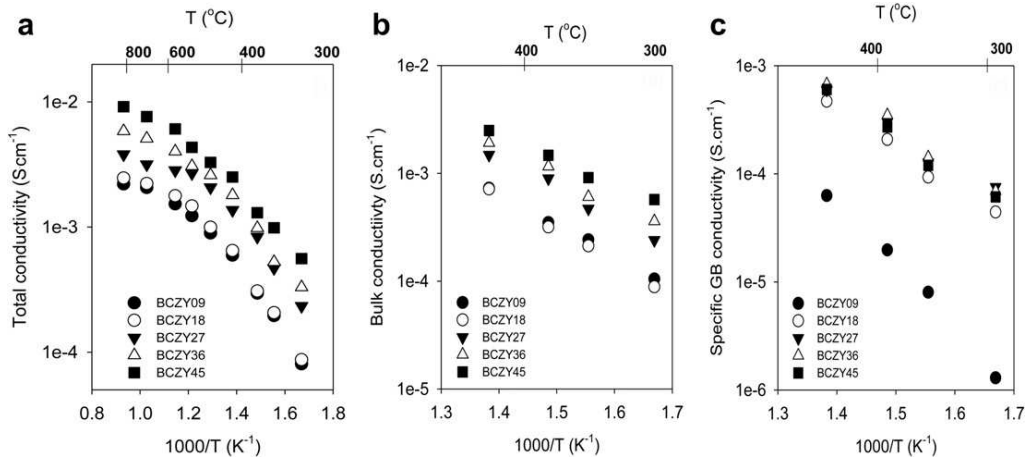 a
T (°C)
800 600 400 300
1e-2
1e-3
1e-4
Total conductivity (S.cm-1)
BCZY09
BCZY18
BCZY27
BCZY36
BCZY45
0.8 1.0 1.2 1.4 1.6 1.8
1000/T (K-1)
b
T (°C)
400 300
1e-2
1e-3
1e-4
1e-5
Bulk conductiivty (S.cm-1)
BCZY09
BCZY18
BCZY27
BCZY36
BCZY45
1.3 1.4 1.5 1.6 1.7
1000/T (K-1)
c
T (°C)
400 300
1e-3
1e-4
1e-5
1e-6
Specific GB conductivity (S.cm-1)
BCZY09
BCZY18
BCZY27
BCZY36
BCZY45
1.3 1.4 1.5 1.6 1.7
1000/T (K-1)